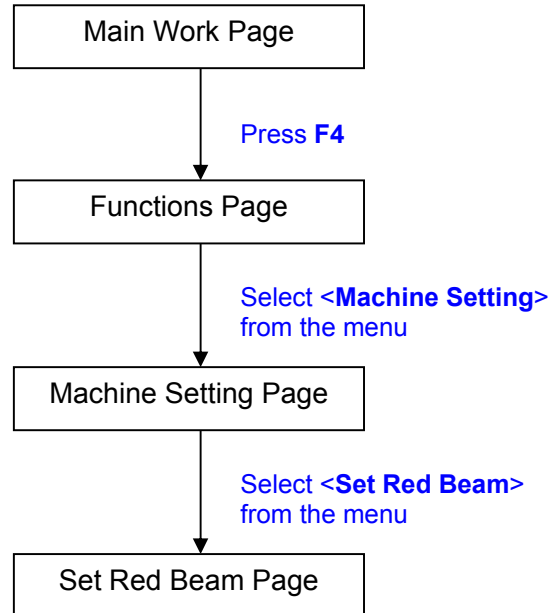 Main Work Page
Press F4
Functions Page
Select <Machine Setting>
from the menu
Machine Setting Page
Select <Set Red Beam>
from the menu
Set Red Beam Page